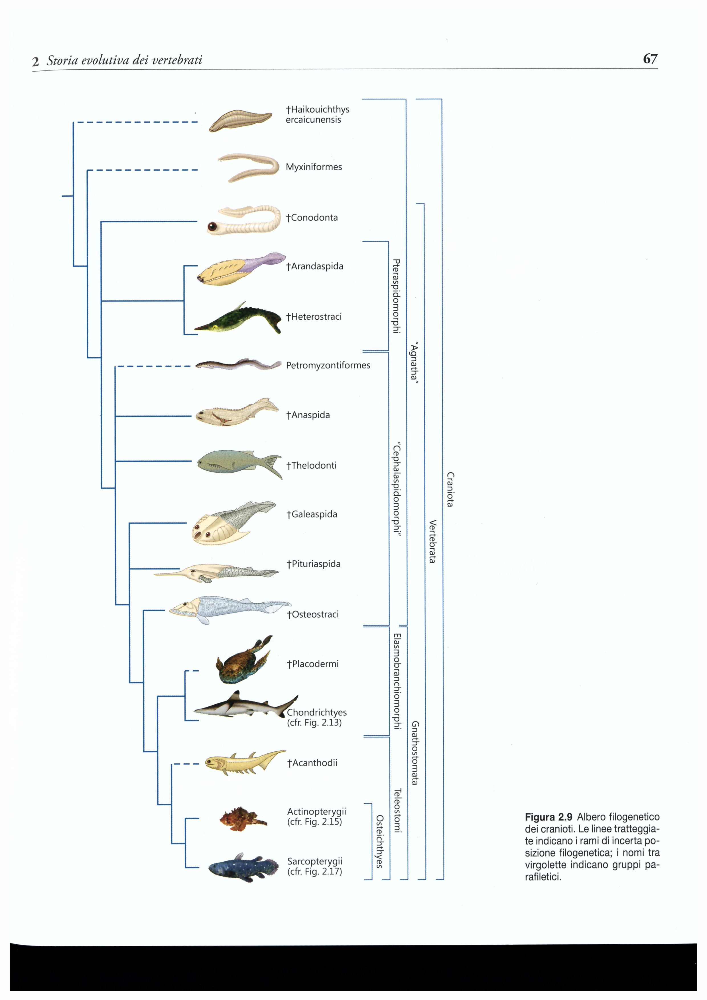 2 Storia evolutiva dei vertebrati
67
†Haikouichthys
ercaicunensis
Myxiniformes
†Conodonta
†Arandaspida
†Heterostraci
Petromyzontiformes
†Anaspida
†Thelodonti
†Galeaspida
†Pituriaspida
†Osteostraci
†Placodermi
Chondrichtyes
(cfr. Fig. 2.13)
†Acanthodii
Actinopterygii
(cfr. Fig. 2.15)
Sarcopterygii
(cfr. Fig. 2.17)
Pteraspidomorphi
"Cephalaspidomorphi"
Elasmobranchiomorphi
Teleostomi
Osteichthyes
"Agnatha"
Gnathostomata
Vertebrata
Craniota
Figura 2.9 Albero filogenetico
dei cranioti. Le linee tratteggia-
te indicano i rami di incerta po-
sizione filogenetica; i nomi tra
virgolette indicano gruppi pa-
rafiletici.